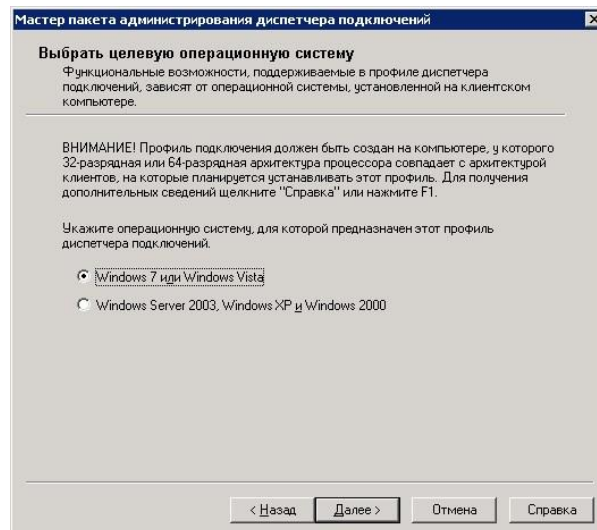 Мастер пакета администрирования диспетчера подключений
Выбрать целевую операционную систему
Функциональные возможности, поддерживаемые в профиле диспетчера
подключений, зависят от операционной системы, установленной на клиентском
компьютере.
ВНИМАНИЕ! Профиль подключения должен быть создан на компьютере, у которого
32-разрядная или 64-разрядная архитектура процессора совпадает с архитектурой
клиентов, на которые планируется устанавливать этот профиль. Для получения
дополнительных сведений щелкните "Справка" или нажмите F1.
Укажите операционную систему, для которой предназначен этот профиль
диспетчера подключений.
Windows 7 или Windows Vista
Windows Server 2003, Windows XP и Windows 2000
< Назад Далее > Отмена Справка